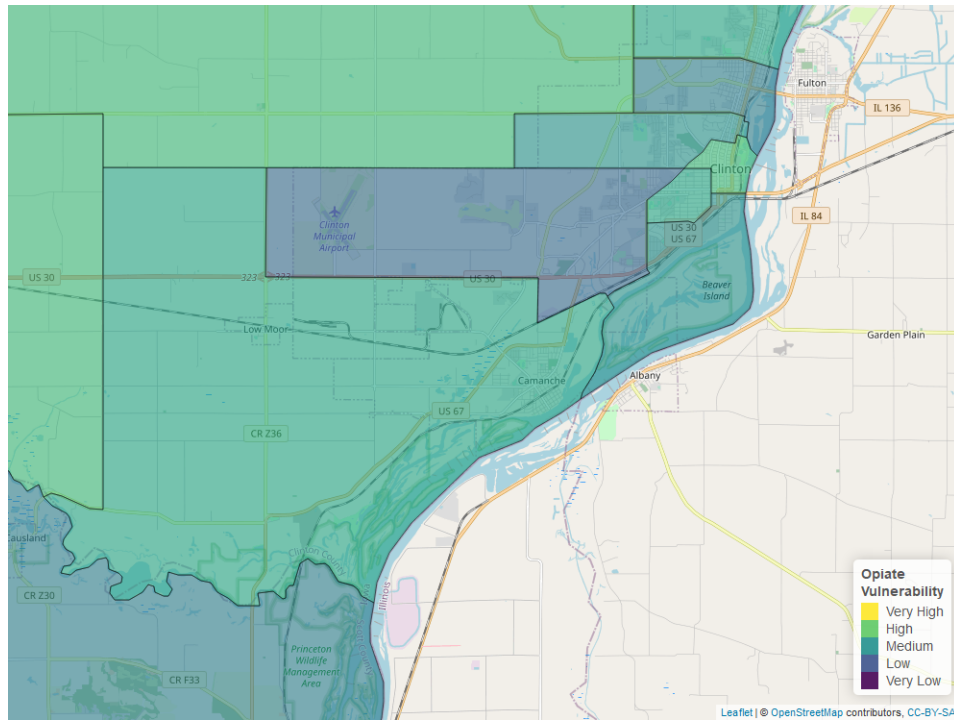 Fulton
IL 136
Clinton
IL 84
Clinton
Municipal
Airport
US 30
US 67
US 30
323
323
US 30
Beaver
Island
Low Moor
Garden Plain
Camanche
Albany
US 67
CR Z36
Causland
Clinton County
Illinois
CR Z30
Princeton
Wildlife
Management
Area
CR F33
Opiate
Vulnerability
Very High
High
Medium
Low
Very Low
Leaflet | © OpenStreetMap contributors, CC-BY-SA